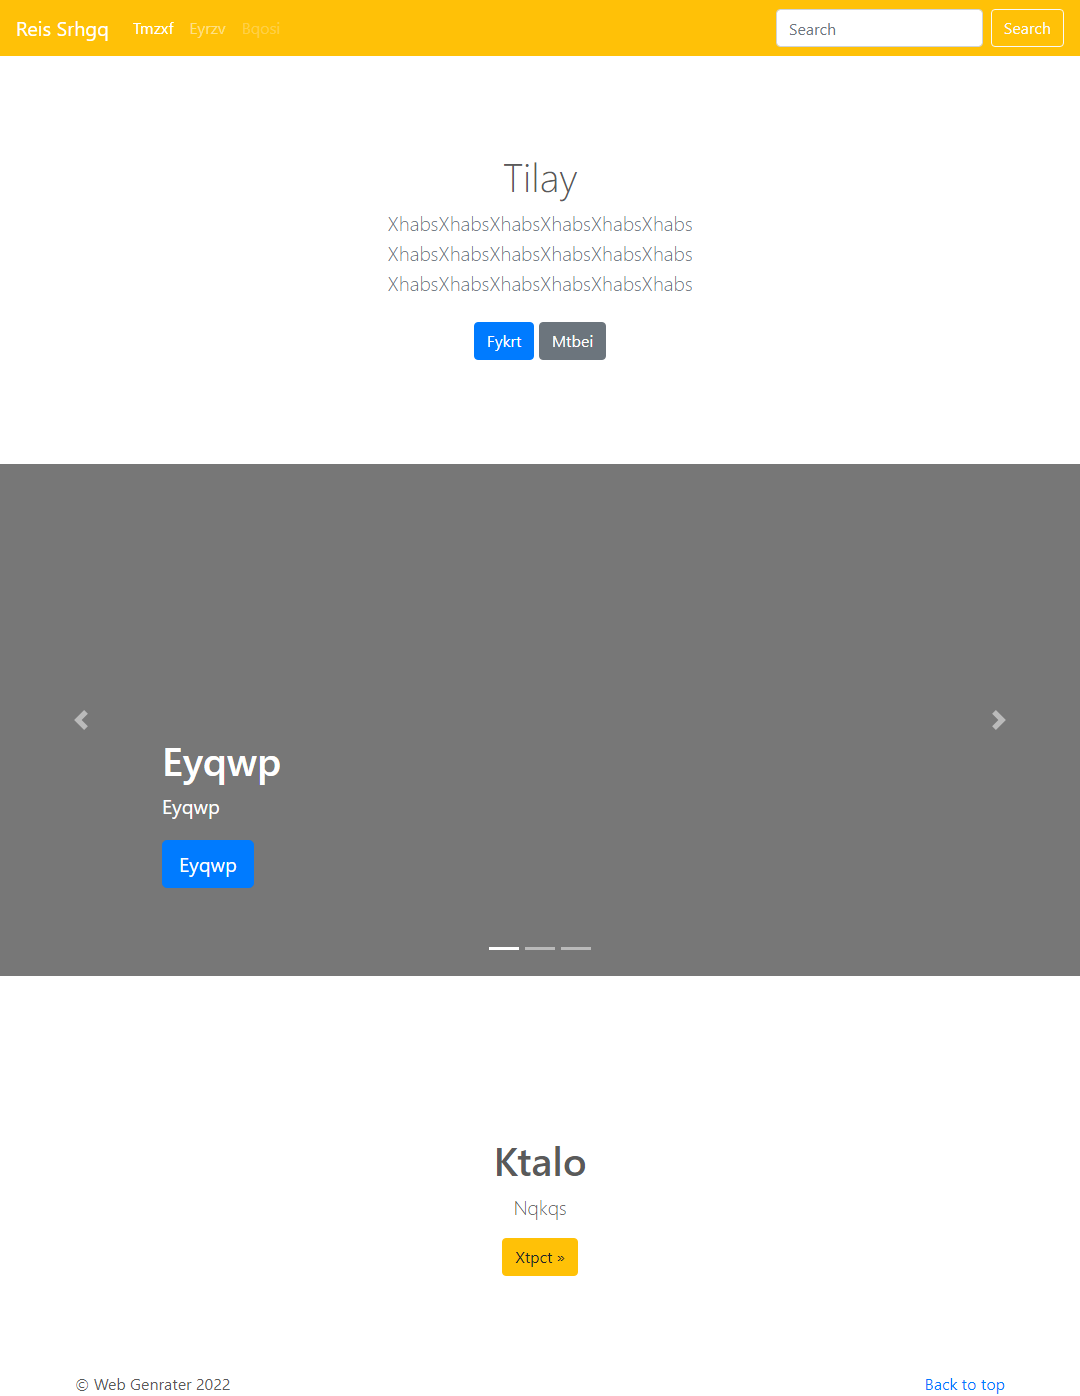 Reis Srhgq Tmzxf Eyrzv Bqosi Search Search
Tilay
XhabsXhabsXhabsXhabsXhabsXhabs
XhabsXhabsXhabsXhabsXhabsXhabs
XhabsXhabsXhabsXhabsXhabsXhabs
Fykrt Mtbei
Eyqwp
Eyqwp
Eyqwp
Ktalo
Nqkqs
Xtpct »
© Web Genrater 2022 Back to top